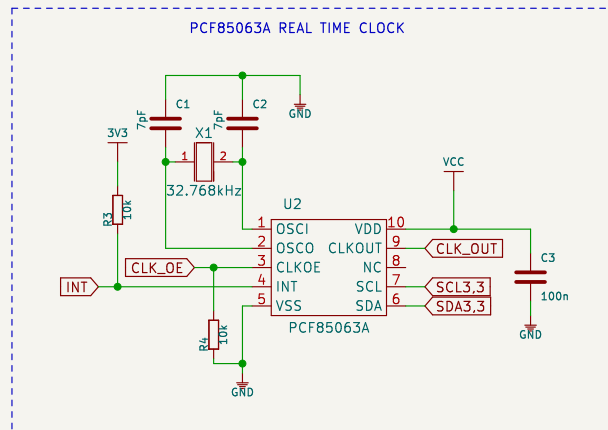 PCF85063A REAL TIME CLOCK
C1
7pF
C2
7pF
GND
3V3
X1
1
2
32.768kHz
VCC
R3
10k
U2
1 OSCI
2 OSCO
3 CLKOE
4 INT
5 VSS
VDD 10
CLKOUT 9
NC 8
SCL 7
SDA 6
PCF85063A
CLK_OE
INT
CLK_OUT
SCL3,3
SDA3,3
C3
100n
GND
R4
10k
GND